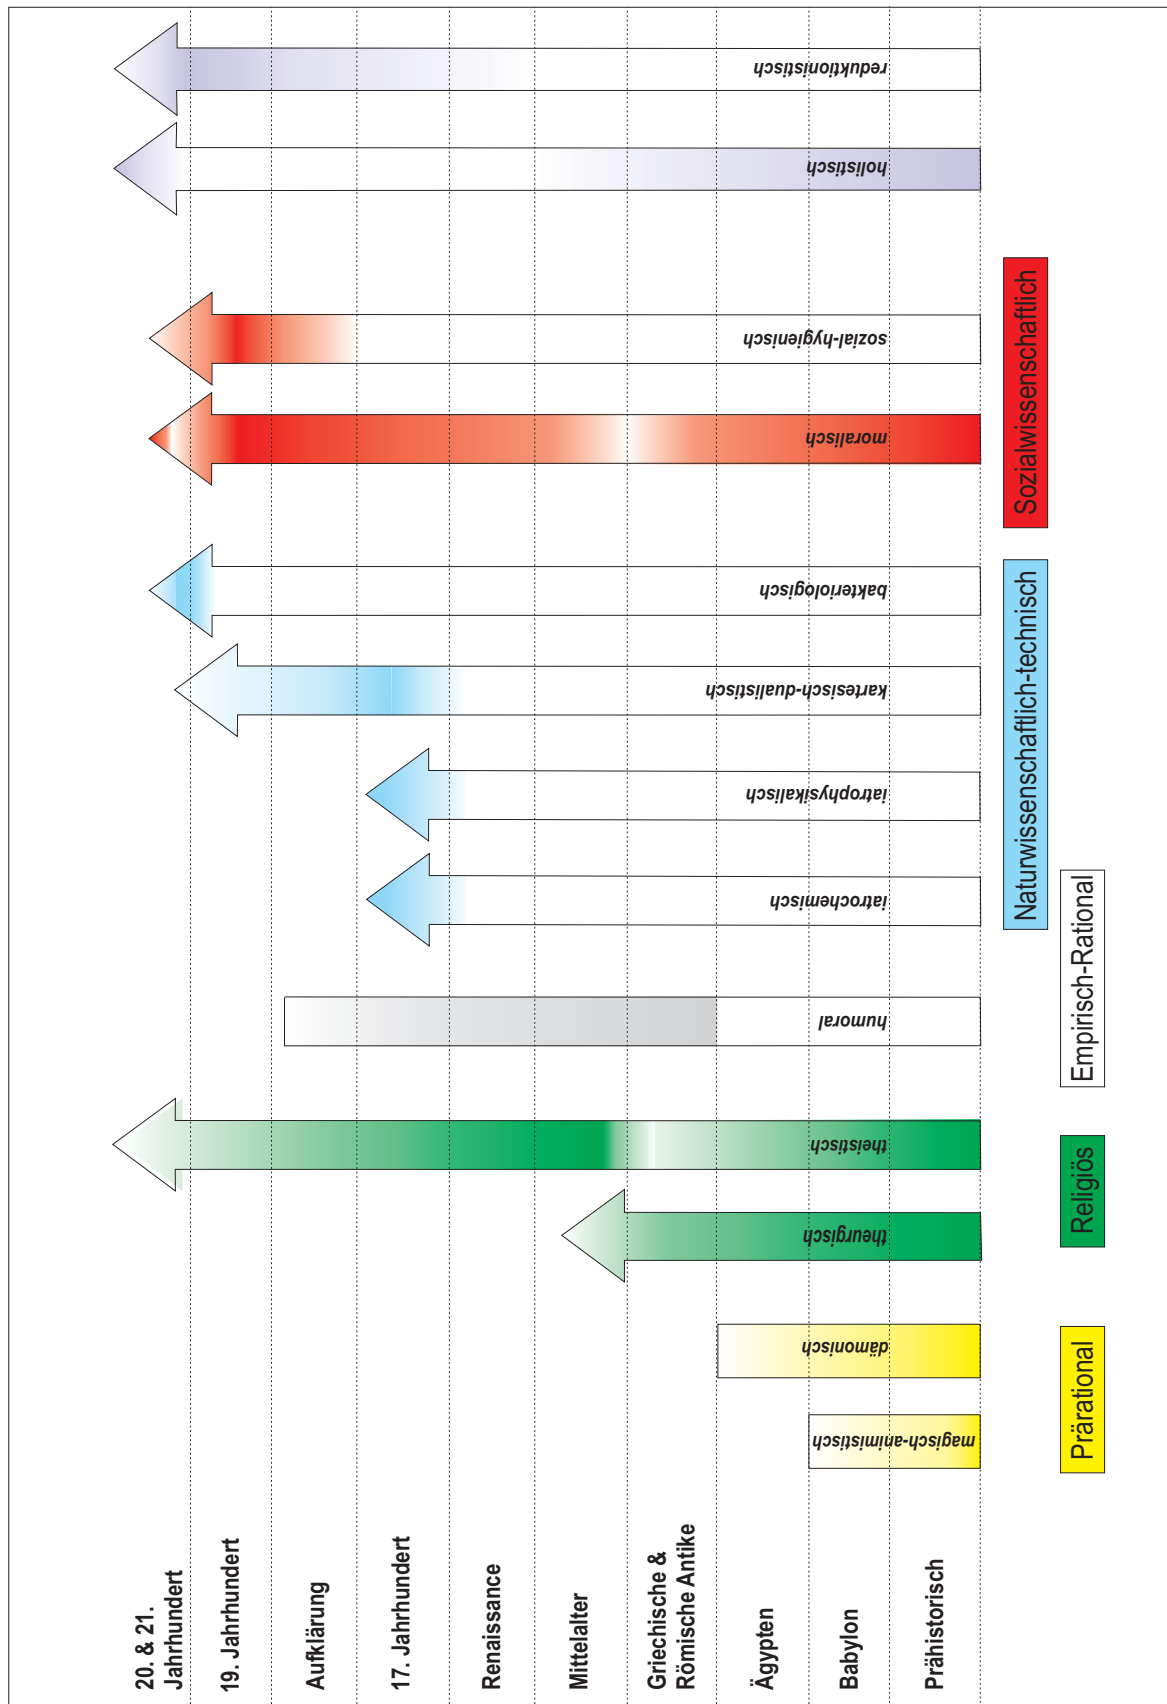 20. & 21.
Jahrhundert
19. Jahrhundert
Aufklärung
17. Jahrhundert
Renaissance
Mittelalter
Griechische &
Römische Antike
Ägypten
Babylon
Prähistorisch
magisch-animistisch
dämonisch
theurgisch
theistisch
humoral
iatrochemisch
iatrophysikalisch
kartesisch-dualistisch
bakteriologisch
moralisch
sozial-hygienisch
holistisch
reduktionistisch
Prärational
Religiös
Empirisch-Rational
Naturwissenschaftlich-technisch
Sozialwissenschaftlich